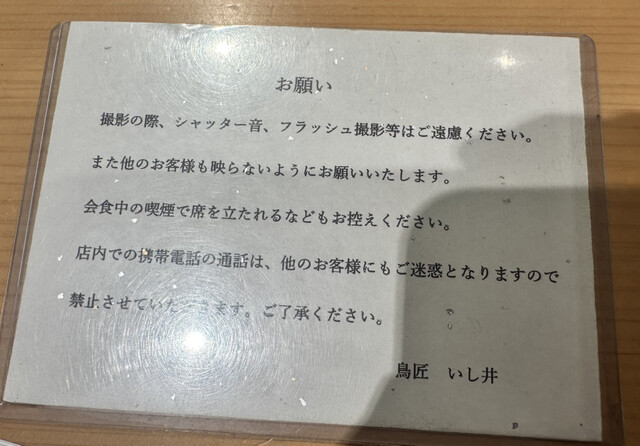 お願い
撮影の際、シャッター音、フラッシュ撮影等はご遠慮ください。
また他のお客様も映らないようにお願いいたします。
会食中の喫煙で席を立たれるなどもお控えください。
店内での携帯電話の通話は、他のお客様にもご迷惑となりますので
禁止させていただきます。ご了承ください。
鳥匠 いし井